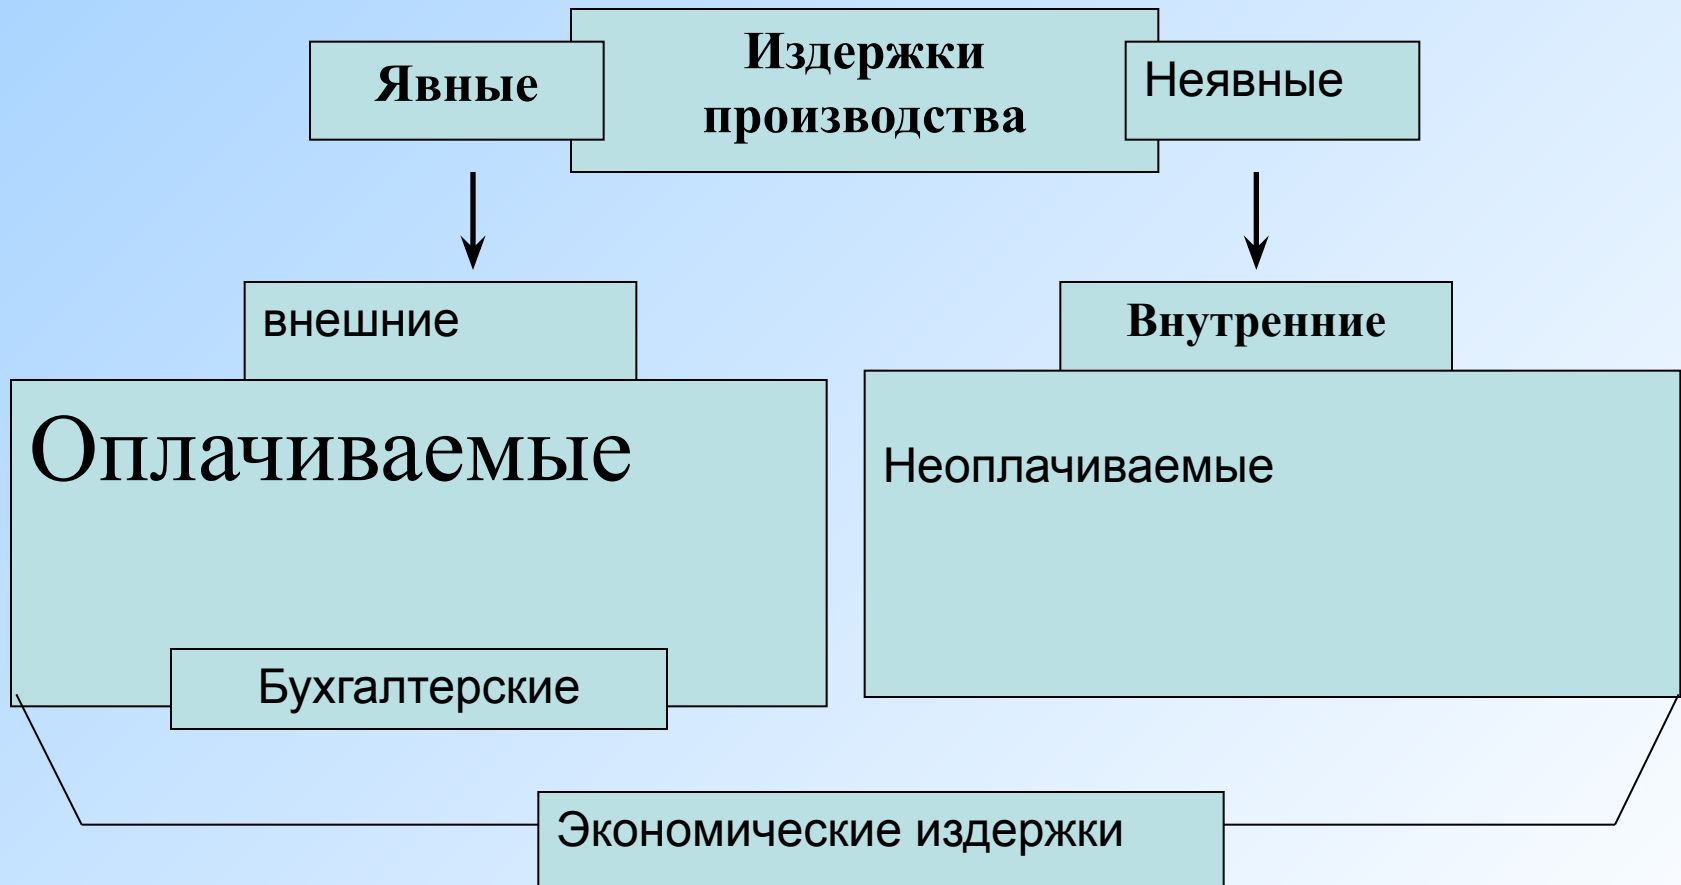 Издержки
производства
Явные
Неявные
внешние
Внутренние
Оплачиваемые
Неоплачиваемые
Бухгалтерские
Экономические издержки